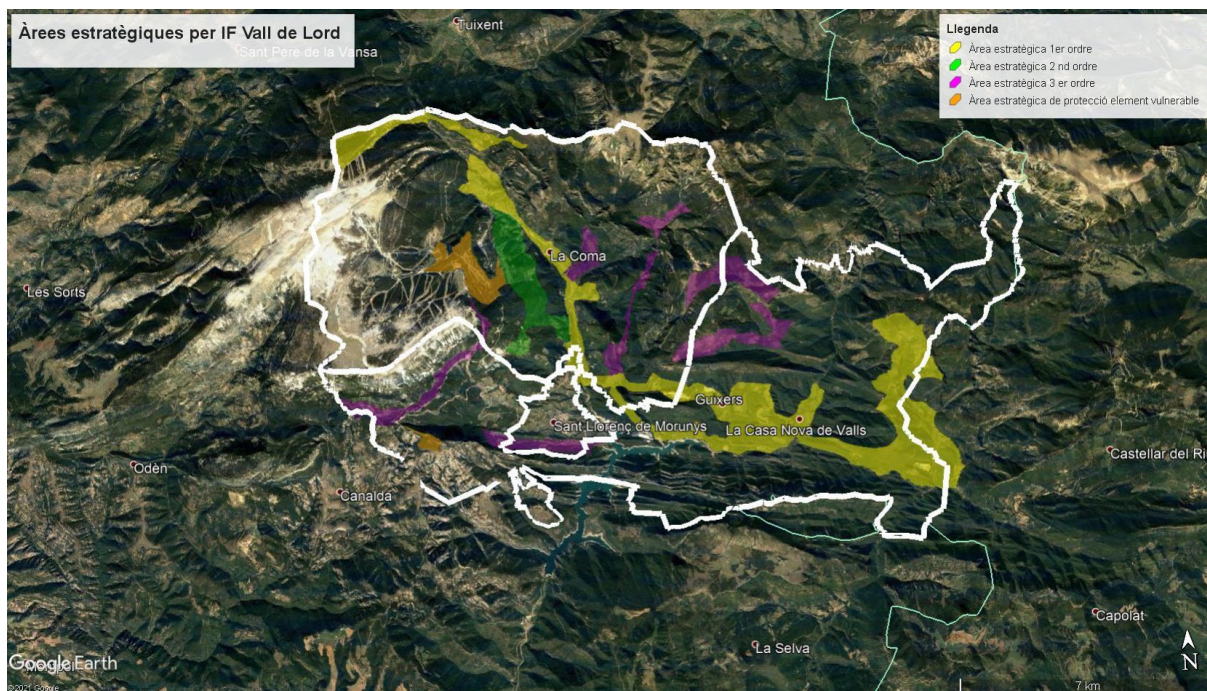 Àrees estratègiques per IF Vall de Lord
Tuixent
Sant Pere de la Vansa
Llegenda
Àrea estratègica 1er ordre
Àrea estratègica 2 nd ordre
Àrea estratègica 3 er ordre
Àrea estratègica de protecció element vulnerable
La Coma
Les Sorts
Guixers
Sant Llorenç de Morunys
La Casa Nova de Valls
Castellar del Ri
Odèn
Canalda
Capolat
La Selva
Google Earth
©2021 Google
N
7 km